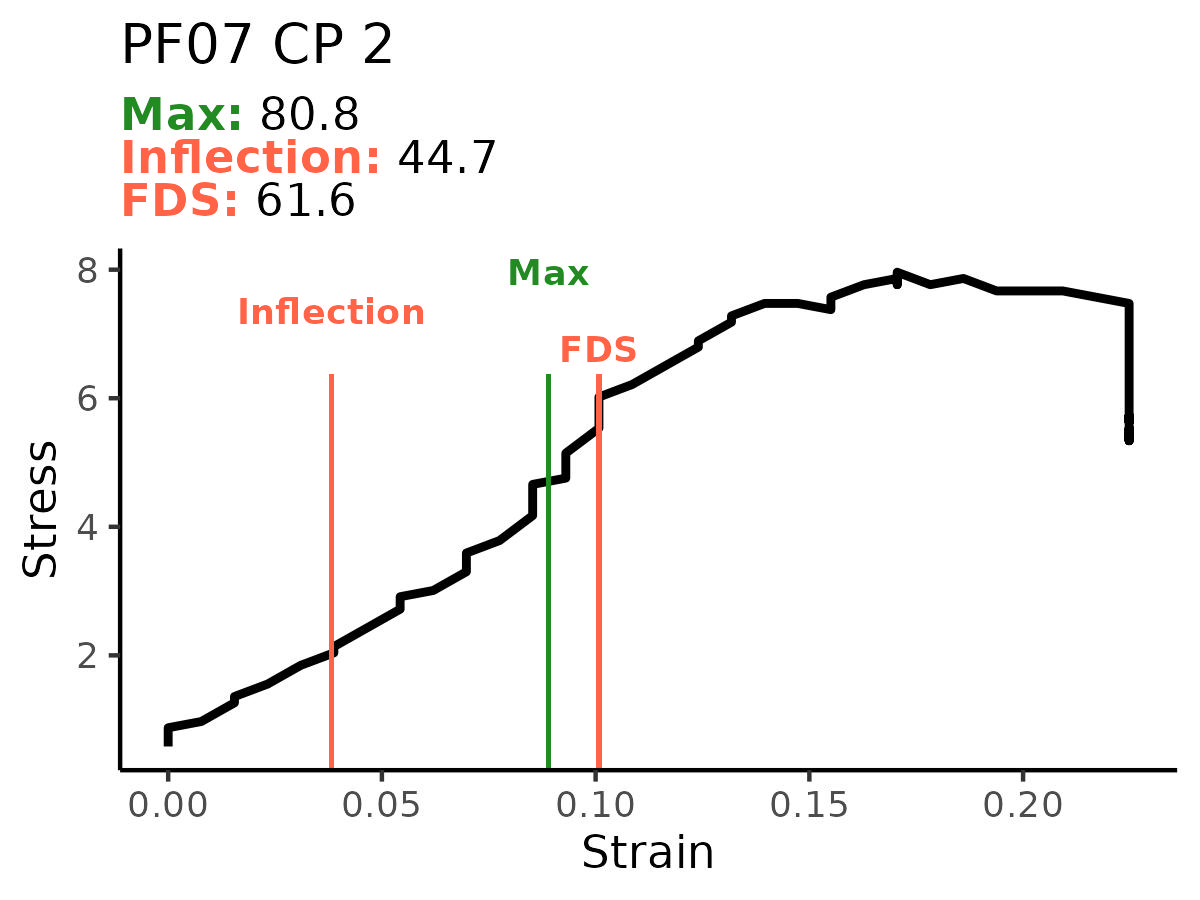 PF07 CP 2
Max: 80.8
Inflection: 44.7
FDS: 61.6
Max
Inflection
FDS
8
6
4
2
Stress
0.00 0.05 0.10 0.15 0.20
Strain